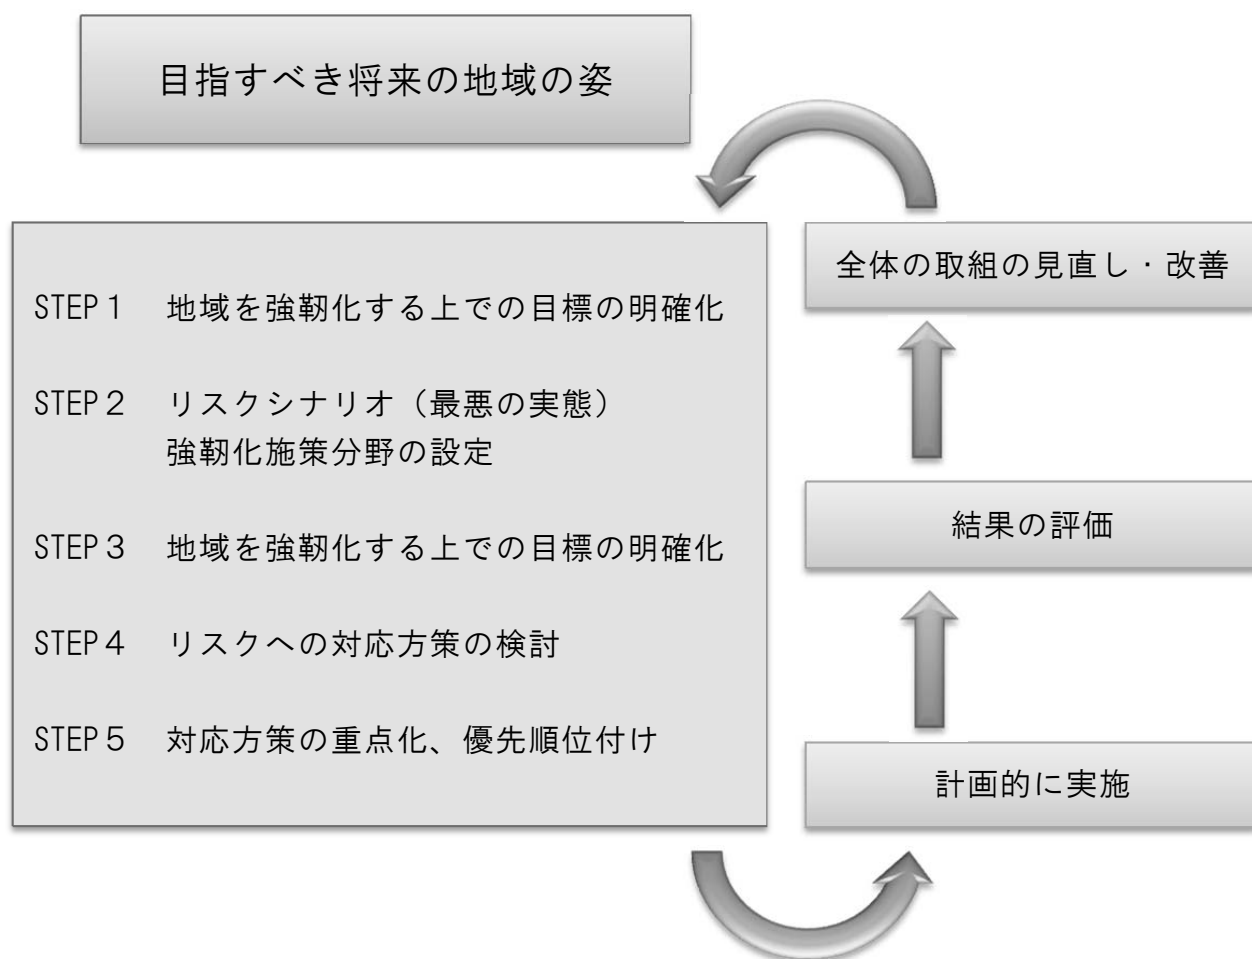 目指すべき将来の地域の姿
STEP１ 地域を強靭化する上での目標の明確化
STEP２ リスクシナリオ（最悪の実態）
強靭化施策分野の設定
STEP３ 地域を強靭化する上での目標の明確化
STEP４ リスクへの対応方策の検討
STEP５ 対応方策の重点化、優先順位付け
全体の取組の見直し・改善
結果の評価
計画的に実施